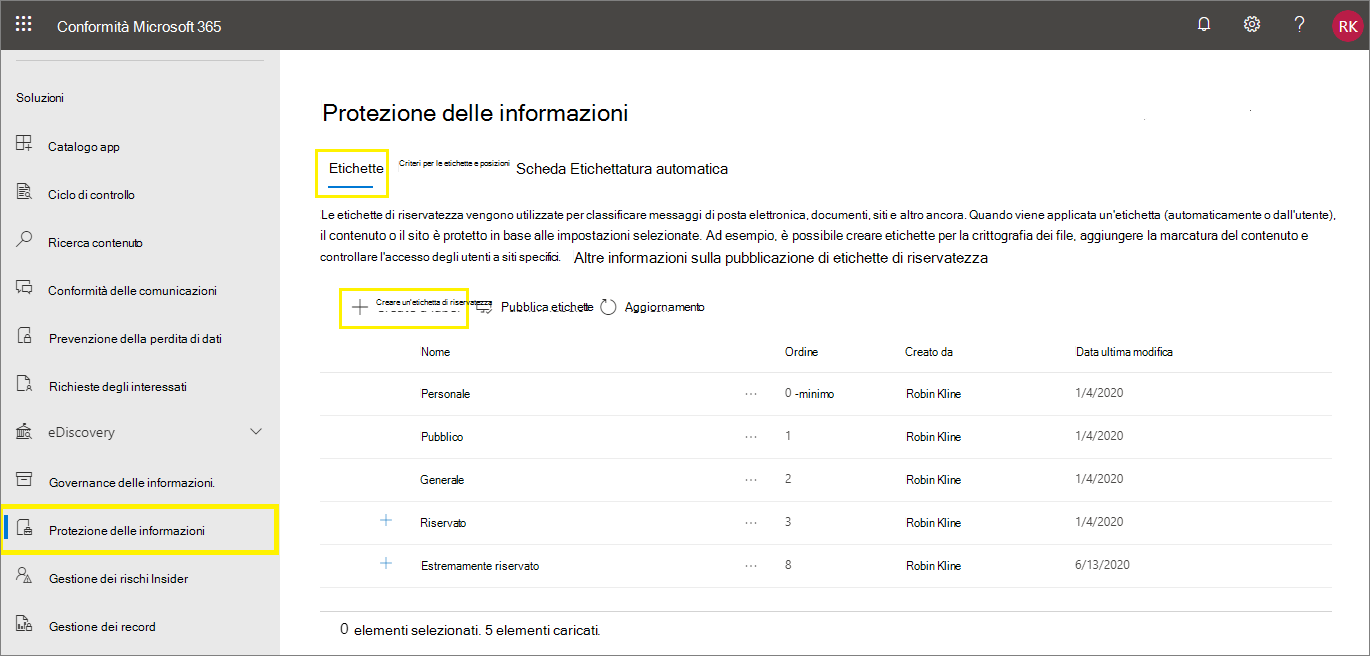 Conformità Microsoft 365
?
RK
Soluzioni
Catalogo app
Ciclo di controllo
Ricerca contenuto
Conformità delle comunicazioni
Prevenzione della perdita di dati
Richieste degli interessati
eDiscovery
Governance delle informazioni.
Protezione delle informazioni
Gestione dei rischi Insider
Gestione dei record
Protezione delle informazioni
Etichette Criteri per le etichette e posizioni Scheda Etichettatura automatica
Le etichette di riservatezza vengono utilizzate per classificare messaggi di posta elettronica, documenti, siti e altro ancora. Quando viene applicata un'etichetta (automaticamente o dall'utente),
il contenuto o il sito è protetto in base alle impostazioni selezionate. Ad esempio, è possibile creare etichette per la crittografia dei file, aggiungere la marcatura del contenuto e
controllare l'accesso degli utenti a siti specifici. Altre informazioni sulla pubblicazione di etichette di riservatezza
Creare un'etichetta di riservatezza Pubblica etichette Aggiornamento
Nome Ordine Creato da Data ultima modifica
Personale ... 0 -minimo Robin Kline 1/4/2020
Pubblico ... 1 Robin Kline 1/4/2020
Generale ... 2 Robin Kline 1/4/2020
Riservato ... 3 Robin Kline 1/4/2020
Estremamente riservato ... 8 Robin Kline 6/13/2020
0 elementi selezionati. 5 elementi caricati.